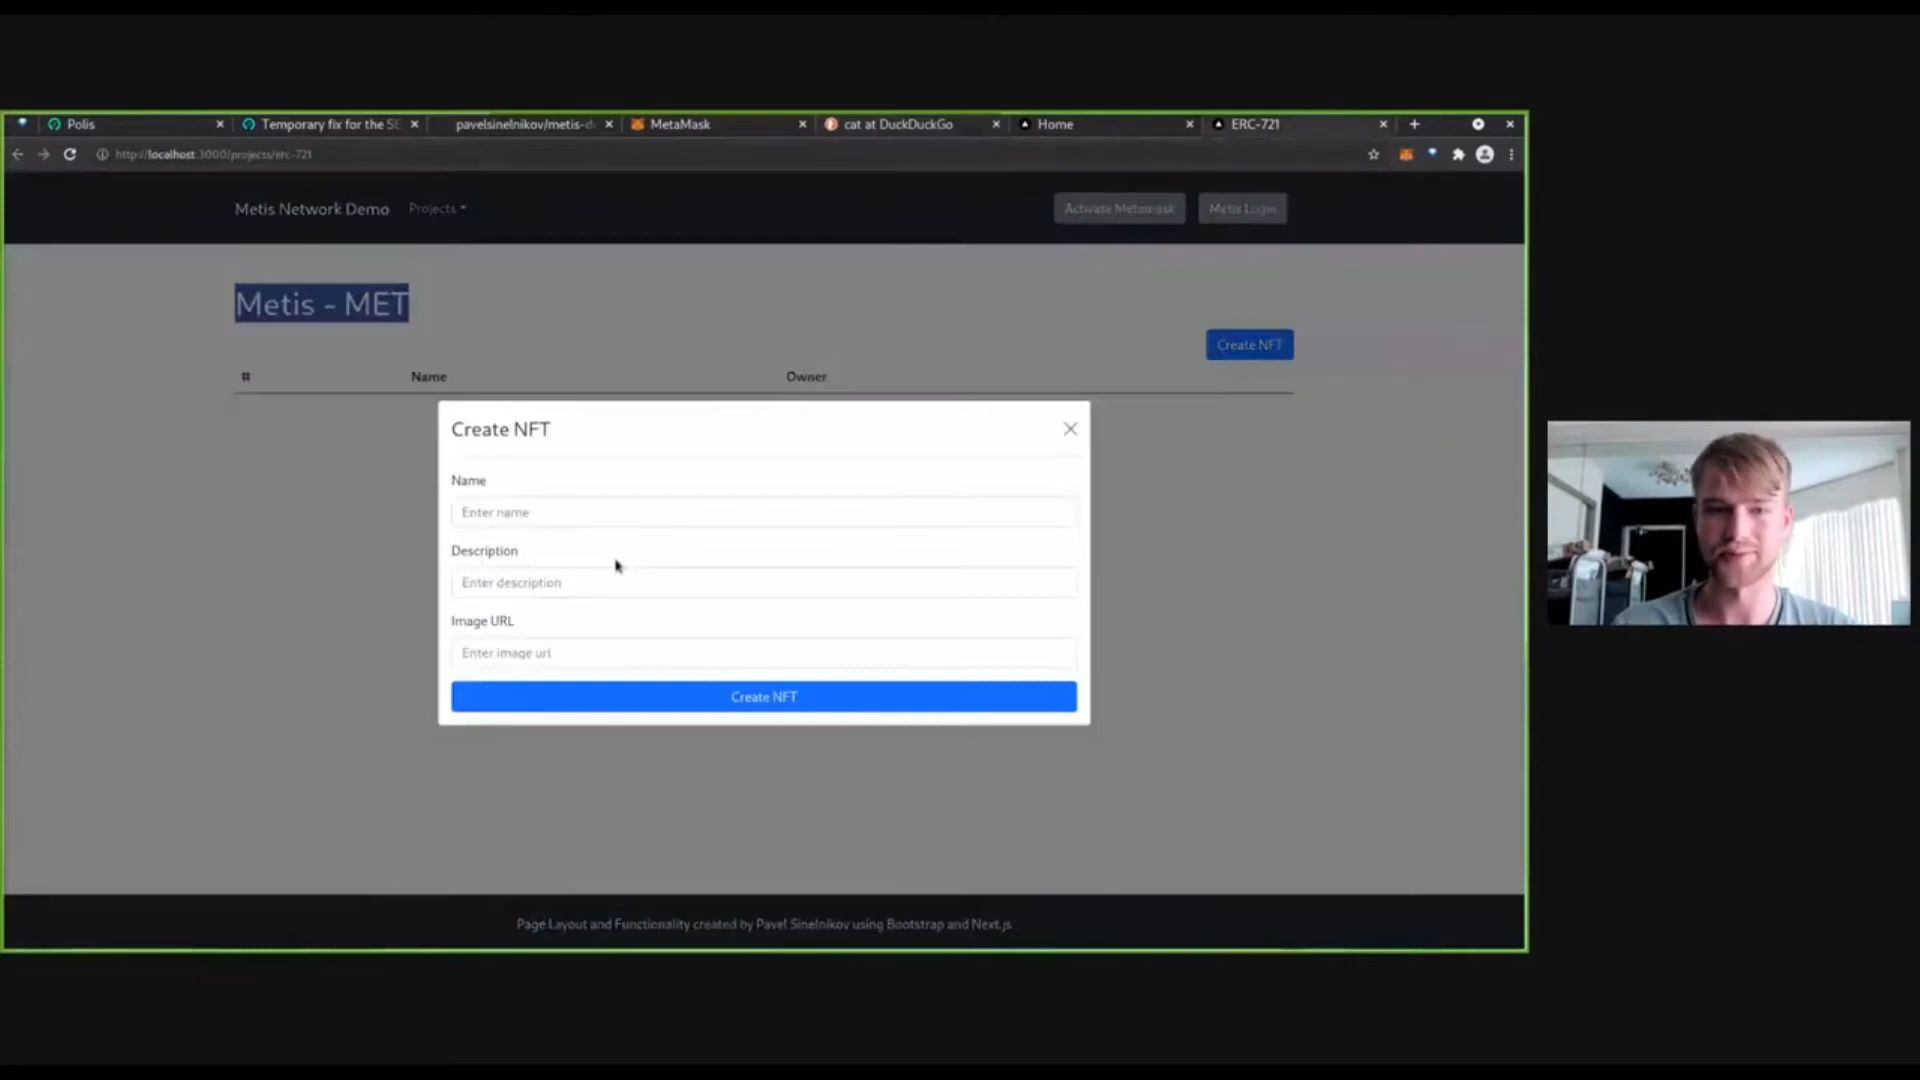 Polis
Temporary fix for the SE
pavelsinelnikov/metis-d
MetaMask
cat at DuckDuckGo
Home
ERC-721
http://localhost:3000/projects/erc-721
Metis Network Demo
Projects
Activate Metamask
Metis Login
Metis - MET
Create NFT
#
Name
Owner
Create NFT
Name
Enter name
Description
Enter description
Image URL
Enter image url
Create NFT
Page Layout and Functionality created by Pavel Sinelnikov using Bootstrap and Next.js